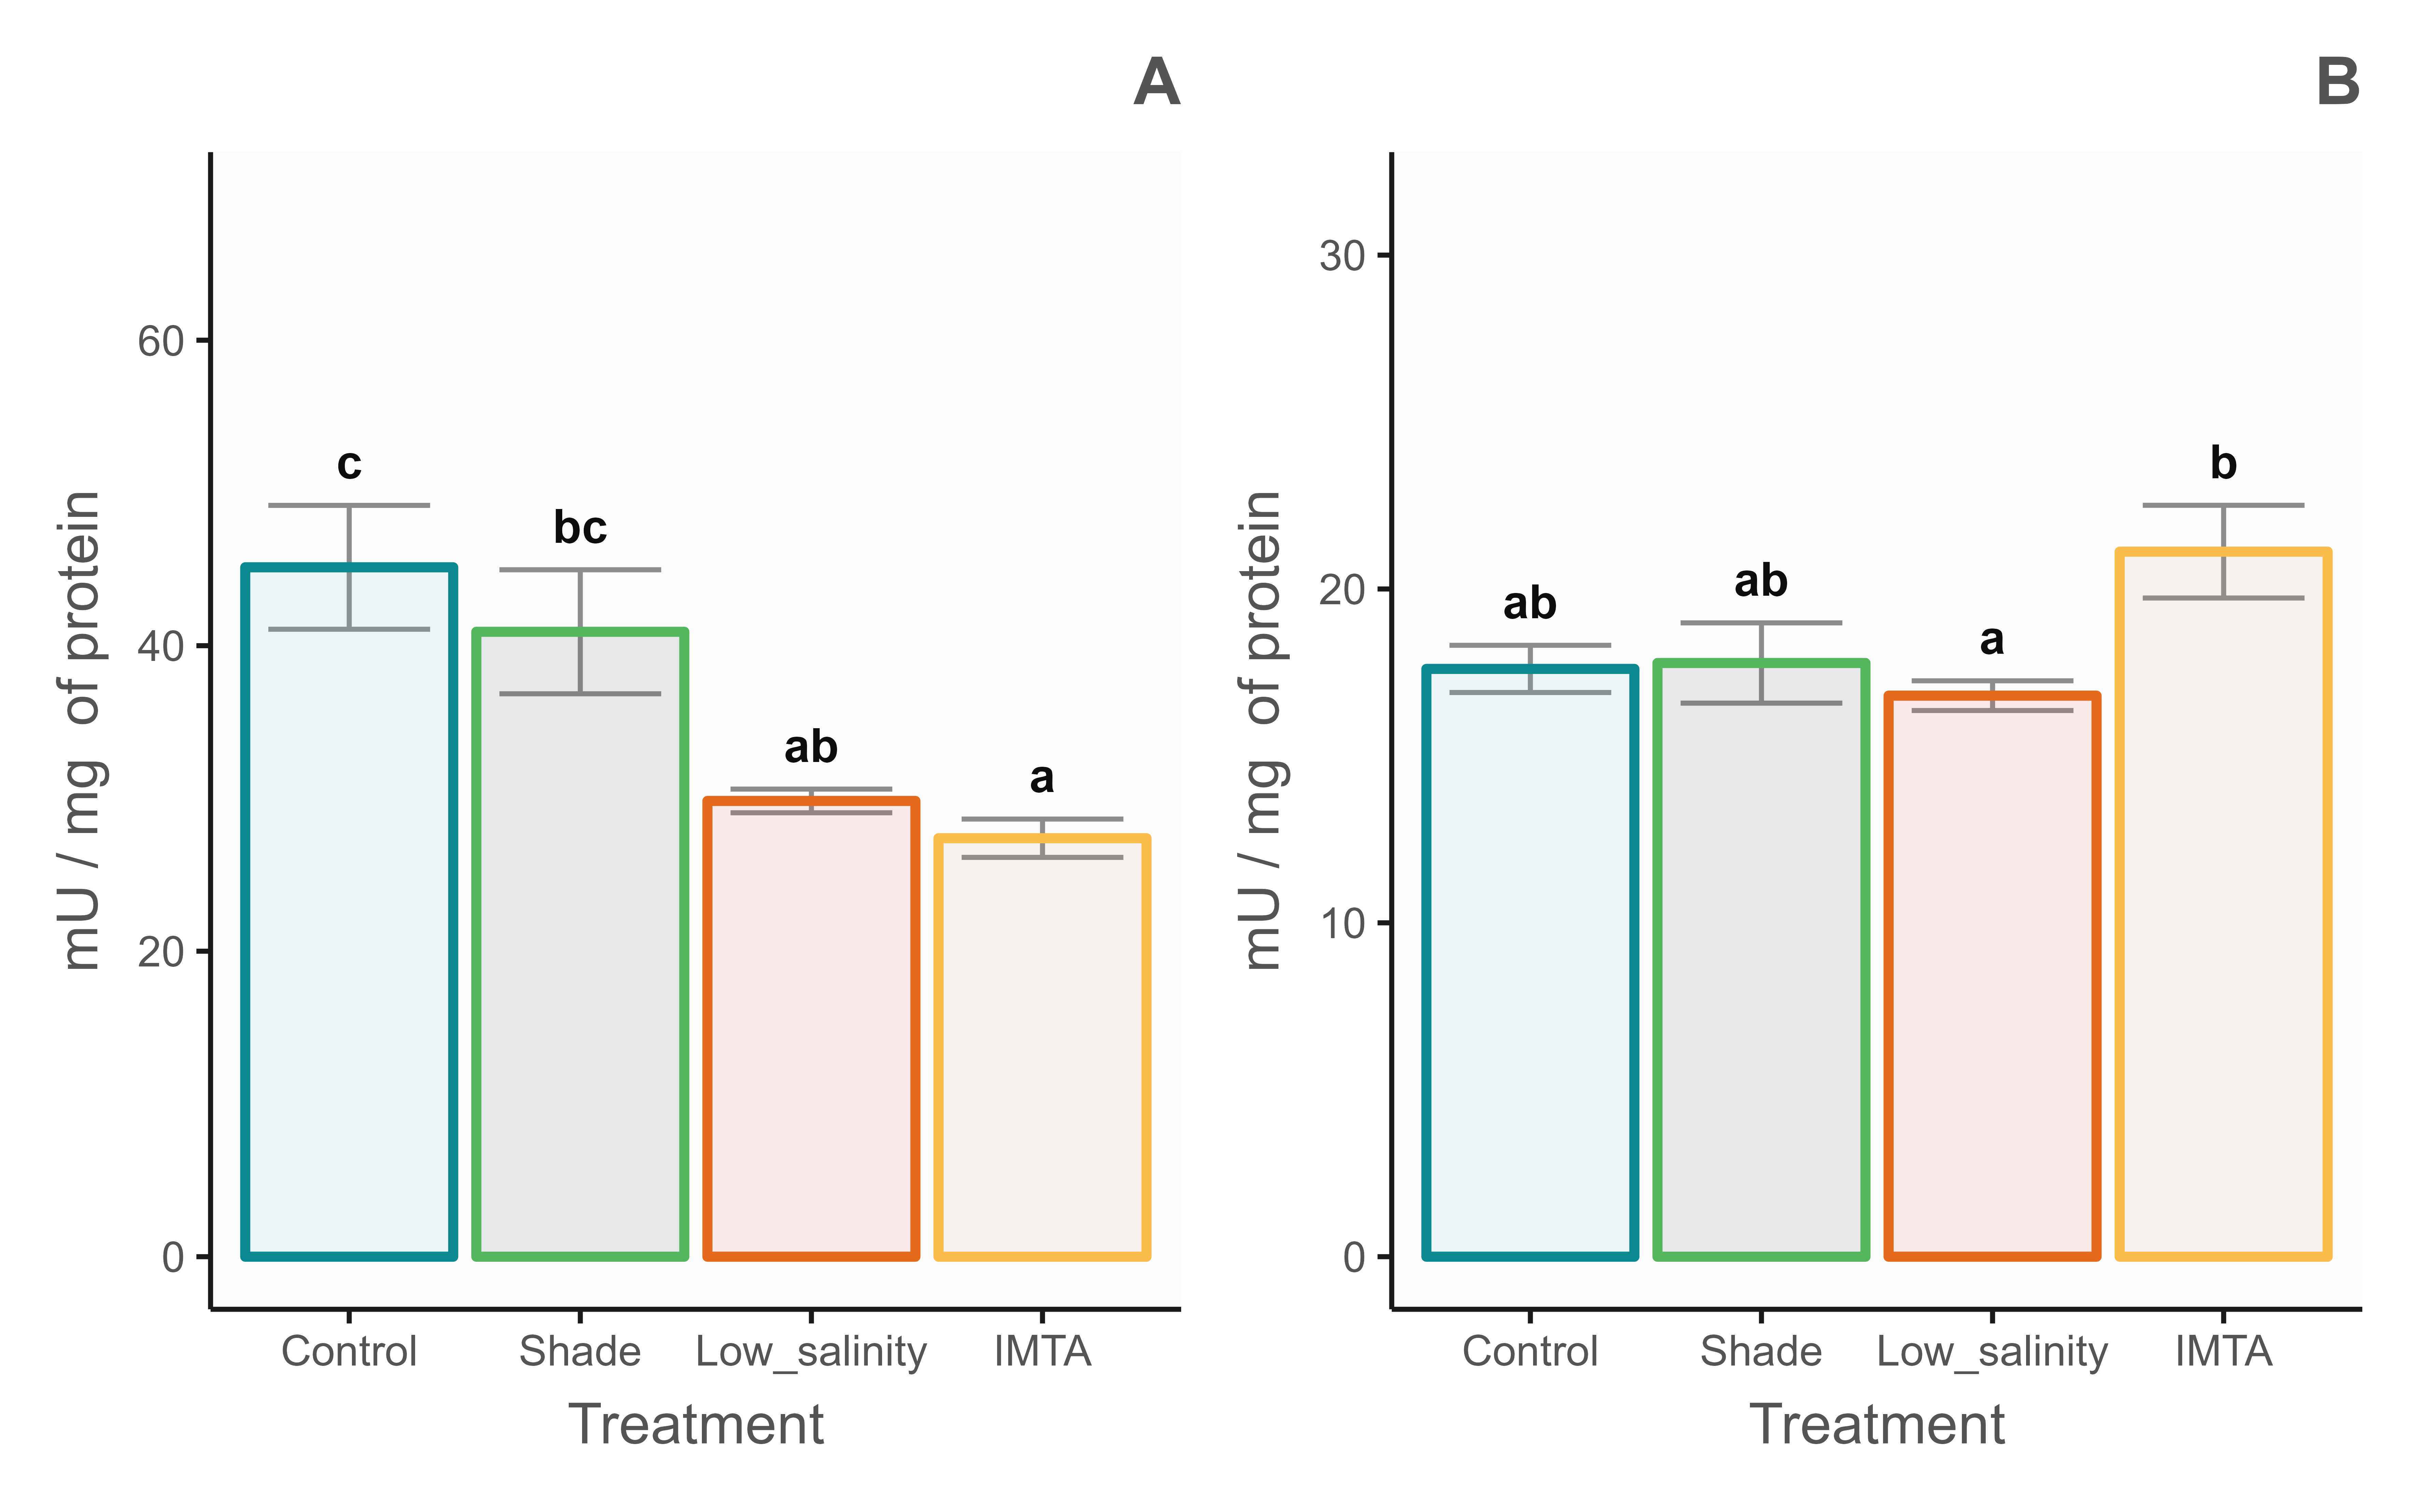 A
mU / mg  of protein
60
40
20
0
c
bc
ab
a
Control Shade Low_salinity IMTA
Treatment
B
mU / mg  of protein
30
20
10
0
ab
ab
a
b
Control Shade Low_salinity IMTA
Treatment